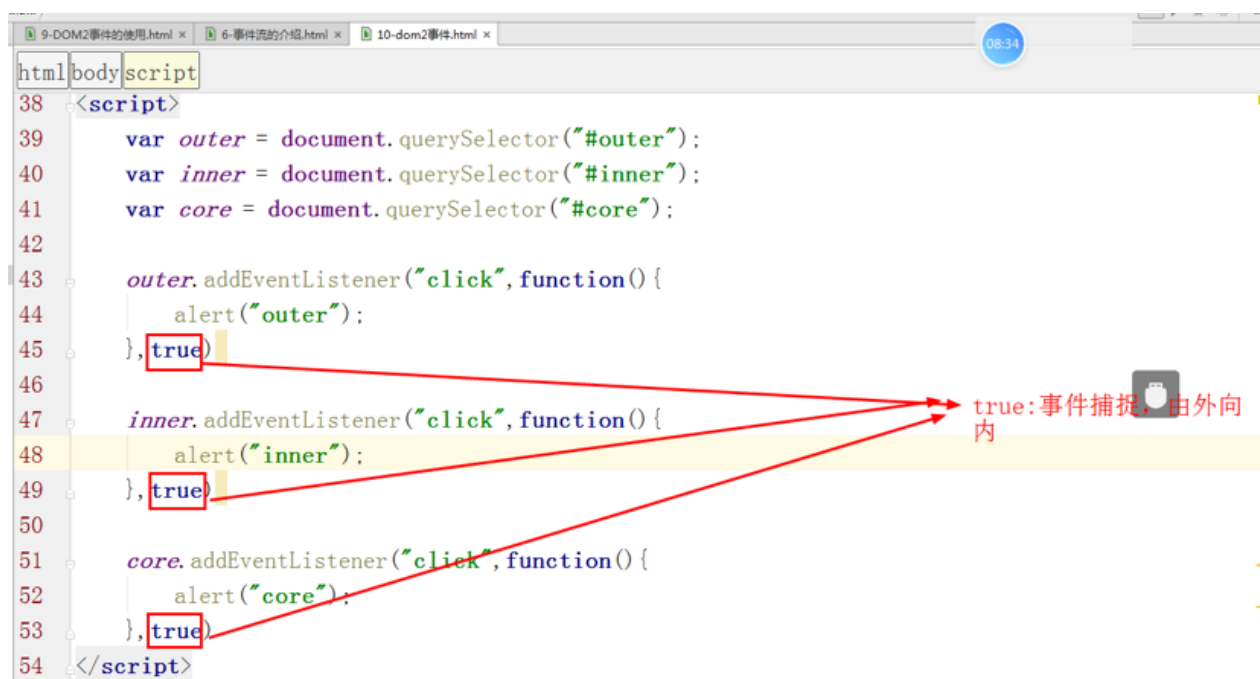 9-DOM2事件的使用.html × 6-事件流的介绍.html × 10-dom2事件.html ×
08:34
html body script
38 <script>
39 var outer = document.querySelector("#outer");
40 var inner = document.querySelector("#inner");
41 var core = document.querySelector("#core");
42
43 outer.addEventListener("click",function(){
44 alert("outer");
45 },true)
46
47 inner.addEventListener("click",function(){
48 alert("inner");
49 },true)
50
51 core.addEventListener("click",function(){
52 alert("core");
53 },true)
54 </script>
true:事件捕捉，由外向
内